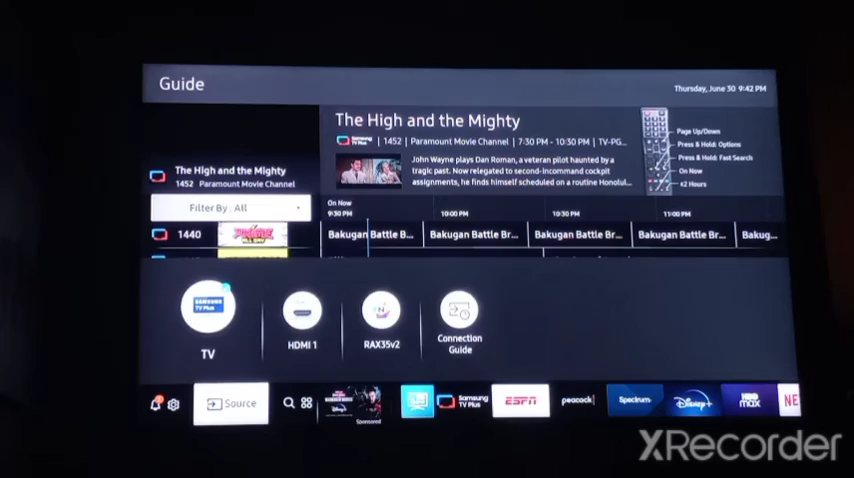 Guide
Thursday, June 30 9:42 PM
The High and the Mighty
SAMSUNG TV Plus | 1452 | Paramount Movie Channel | 7:30 PM - 10:30 PM | TV-PG...
John Wayne plays Dan Roman, a veteran pilot haunted by a
tragic past. Now relegated to second-incommand cockpit
assignments, he finds himself scheduled on a routine Honolul...
Page Up/Down
Press & Hold: Options
Press & Hold: Fast Search
On Now
±2 Hours
The High and the Mighty
1452 Paramount Movie Channel
Filter By : All
On Now
9:30 PM
10:00 PM
10:30 PM
11:00 PM
1440
Bakugan Battle B...
Bakugan Battle Br...
Bakugan Battle Br...
Bakugan Battle Br...
Bakug...
SAMSUNG
TV Plus
TV
HDMI 1
N
RAX35v2
Connection
Guide
Source
Disney+
Sponsored
SAMSUNG
TV Plus
ESPN
peacock
Spectrum
Disney+
HBO
max
NE
XRecorder